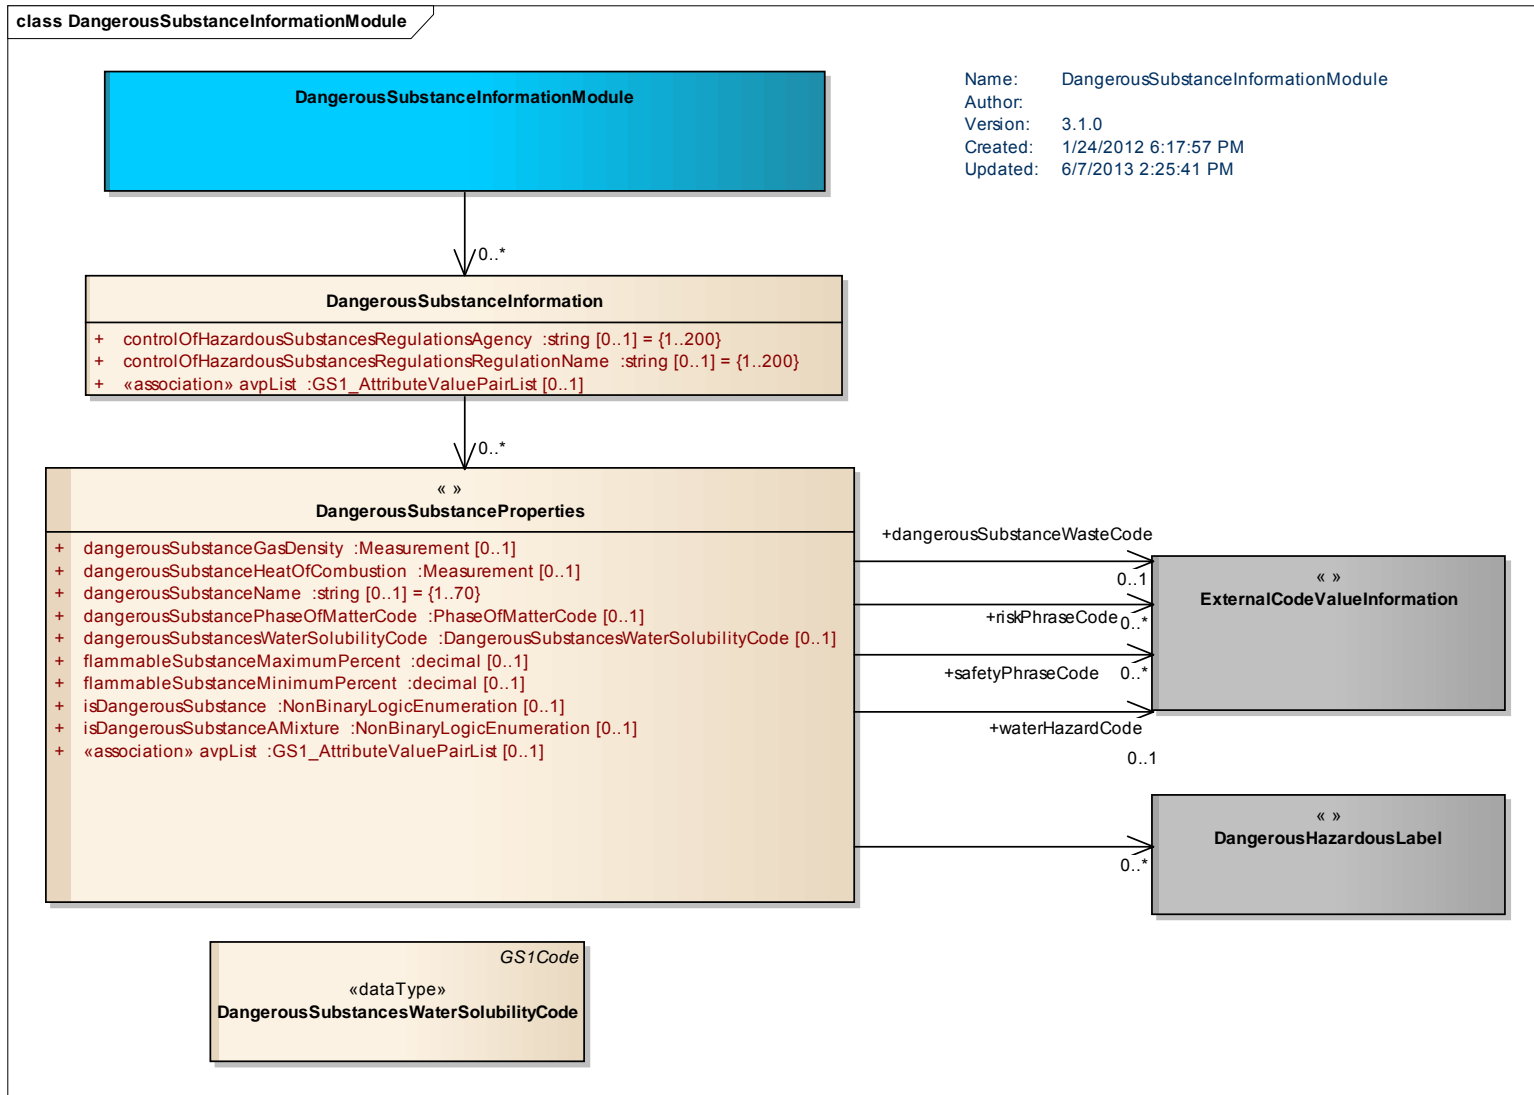 class DangerousSubstanceInformationModule
DangerousSubstanceInformationModule
Name: DangerousSubstanceInformationModule
Author:
Version: 3.1.0
Created: 1/24/2012 6:17:57 PM
Updated: 6/7/2013 2:25:41 PM
0..*
DangerousSubstanceInformation
+ controlOfHazardousSubstancesRegulationsAgency :string [0..1] = {1..200}
+ controlOfHazardousSubstancesRegulationsRegulationName :string [0..1] = {1..200}
+ «association» avpList :GS1_AttributeValuePairList [0..1]
0..*
« »
DangerousSubstanceProperties
+ dangerousSubstanceGasDensity :Measurement [0..1]
+ dangerousSubstanceHeatOfCombustion :Measurement [0..1]
+ dangerousSubstanceName :string [0..1] = {1..70}
+ dangerousSubstancePhaseOfMatterCode :PhaseOfMatterCode [0..1]
+ dangerousSubstancesWaterSolubilityCode :DangerousSubstancesWaterSolubilityCode [0..1]
+ flammableSubstanceMaximumPercent :decimal [0..1]
+ flammableSubstanceMinimumPercent :decimal [0..1]
+ isDangerousSubstance :NonBinaryLogicEnumeration [0..1]
+ isDangerousSubstanceAMixture :NonBinaryLogicEnumeration [0..1]
+ «association» avpList :GS1_AttributeValuePairList [0..1]
+dangerousSubstanceWasteCode
0..1
+riskPhraseCode
0..*
+safetyPhraseCode
0..*
+waterHazardCode
0..1
« »
ExternalCodeValueInformation
0..*
« »
DangerousHazardousLabel
GS1Code
«dataType»
DangerousSubstancesWaterSolubilityCode